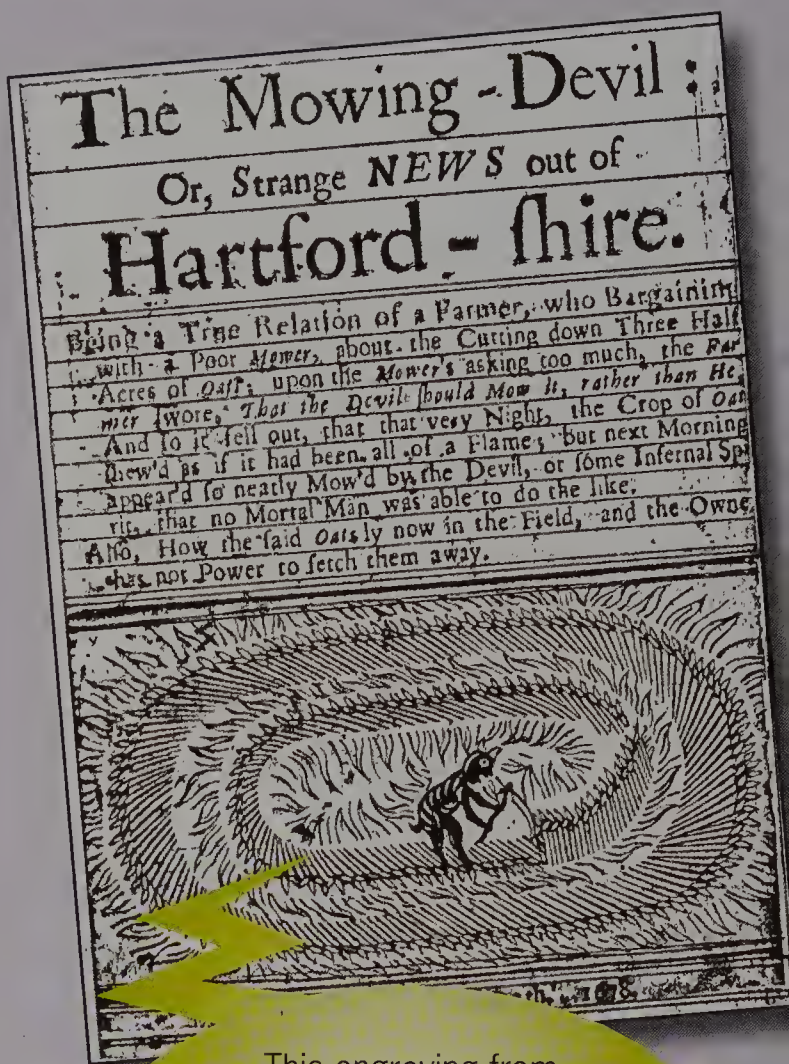 The Mowing-Devil:
Or, Strange NEWS out of
Hartford-ſhire.
Being a True Relation of a Farmer, who Bargaining
with a Poor Mower, about the Cutting down Three Half
Acres of Oats; upon the Mower's asking too much, the Far
mer ſwore, That the Devil ſhould Mow it, rather than He.
And ſo it fell out, that that very Night, the Crop of Oat
ſhew'd as if it had been all of a Flame; but next Morning
appear'd ſo neatly Mow'd by the Devil, or ſome Infernal Spi
rit, that no Mortal Man was able to do the like.
Alſo, How the ſaid Oats ly now in the Field, and the Owne
has not Power to fetch them away.
1678.
This engraving from